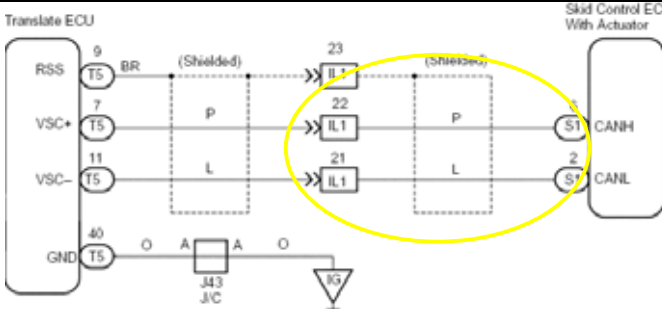 Translate ECU
Skid Control EC
With Actuator
9
23
RSS
T5
BR
(Shielded)
IL1
(Shielded)
7
22
VSC+
T5
P
IL1
P
S1
CANH
11
21
2
VSC–
T5
L
IL1
L
S1
CANL
40
GND
T5
O
A
A
O
J43
J/C
IG